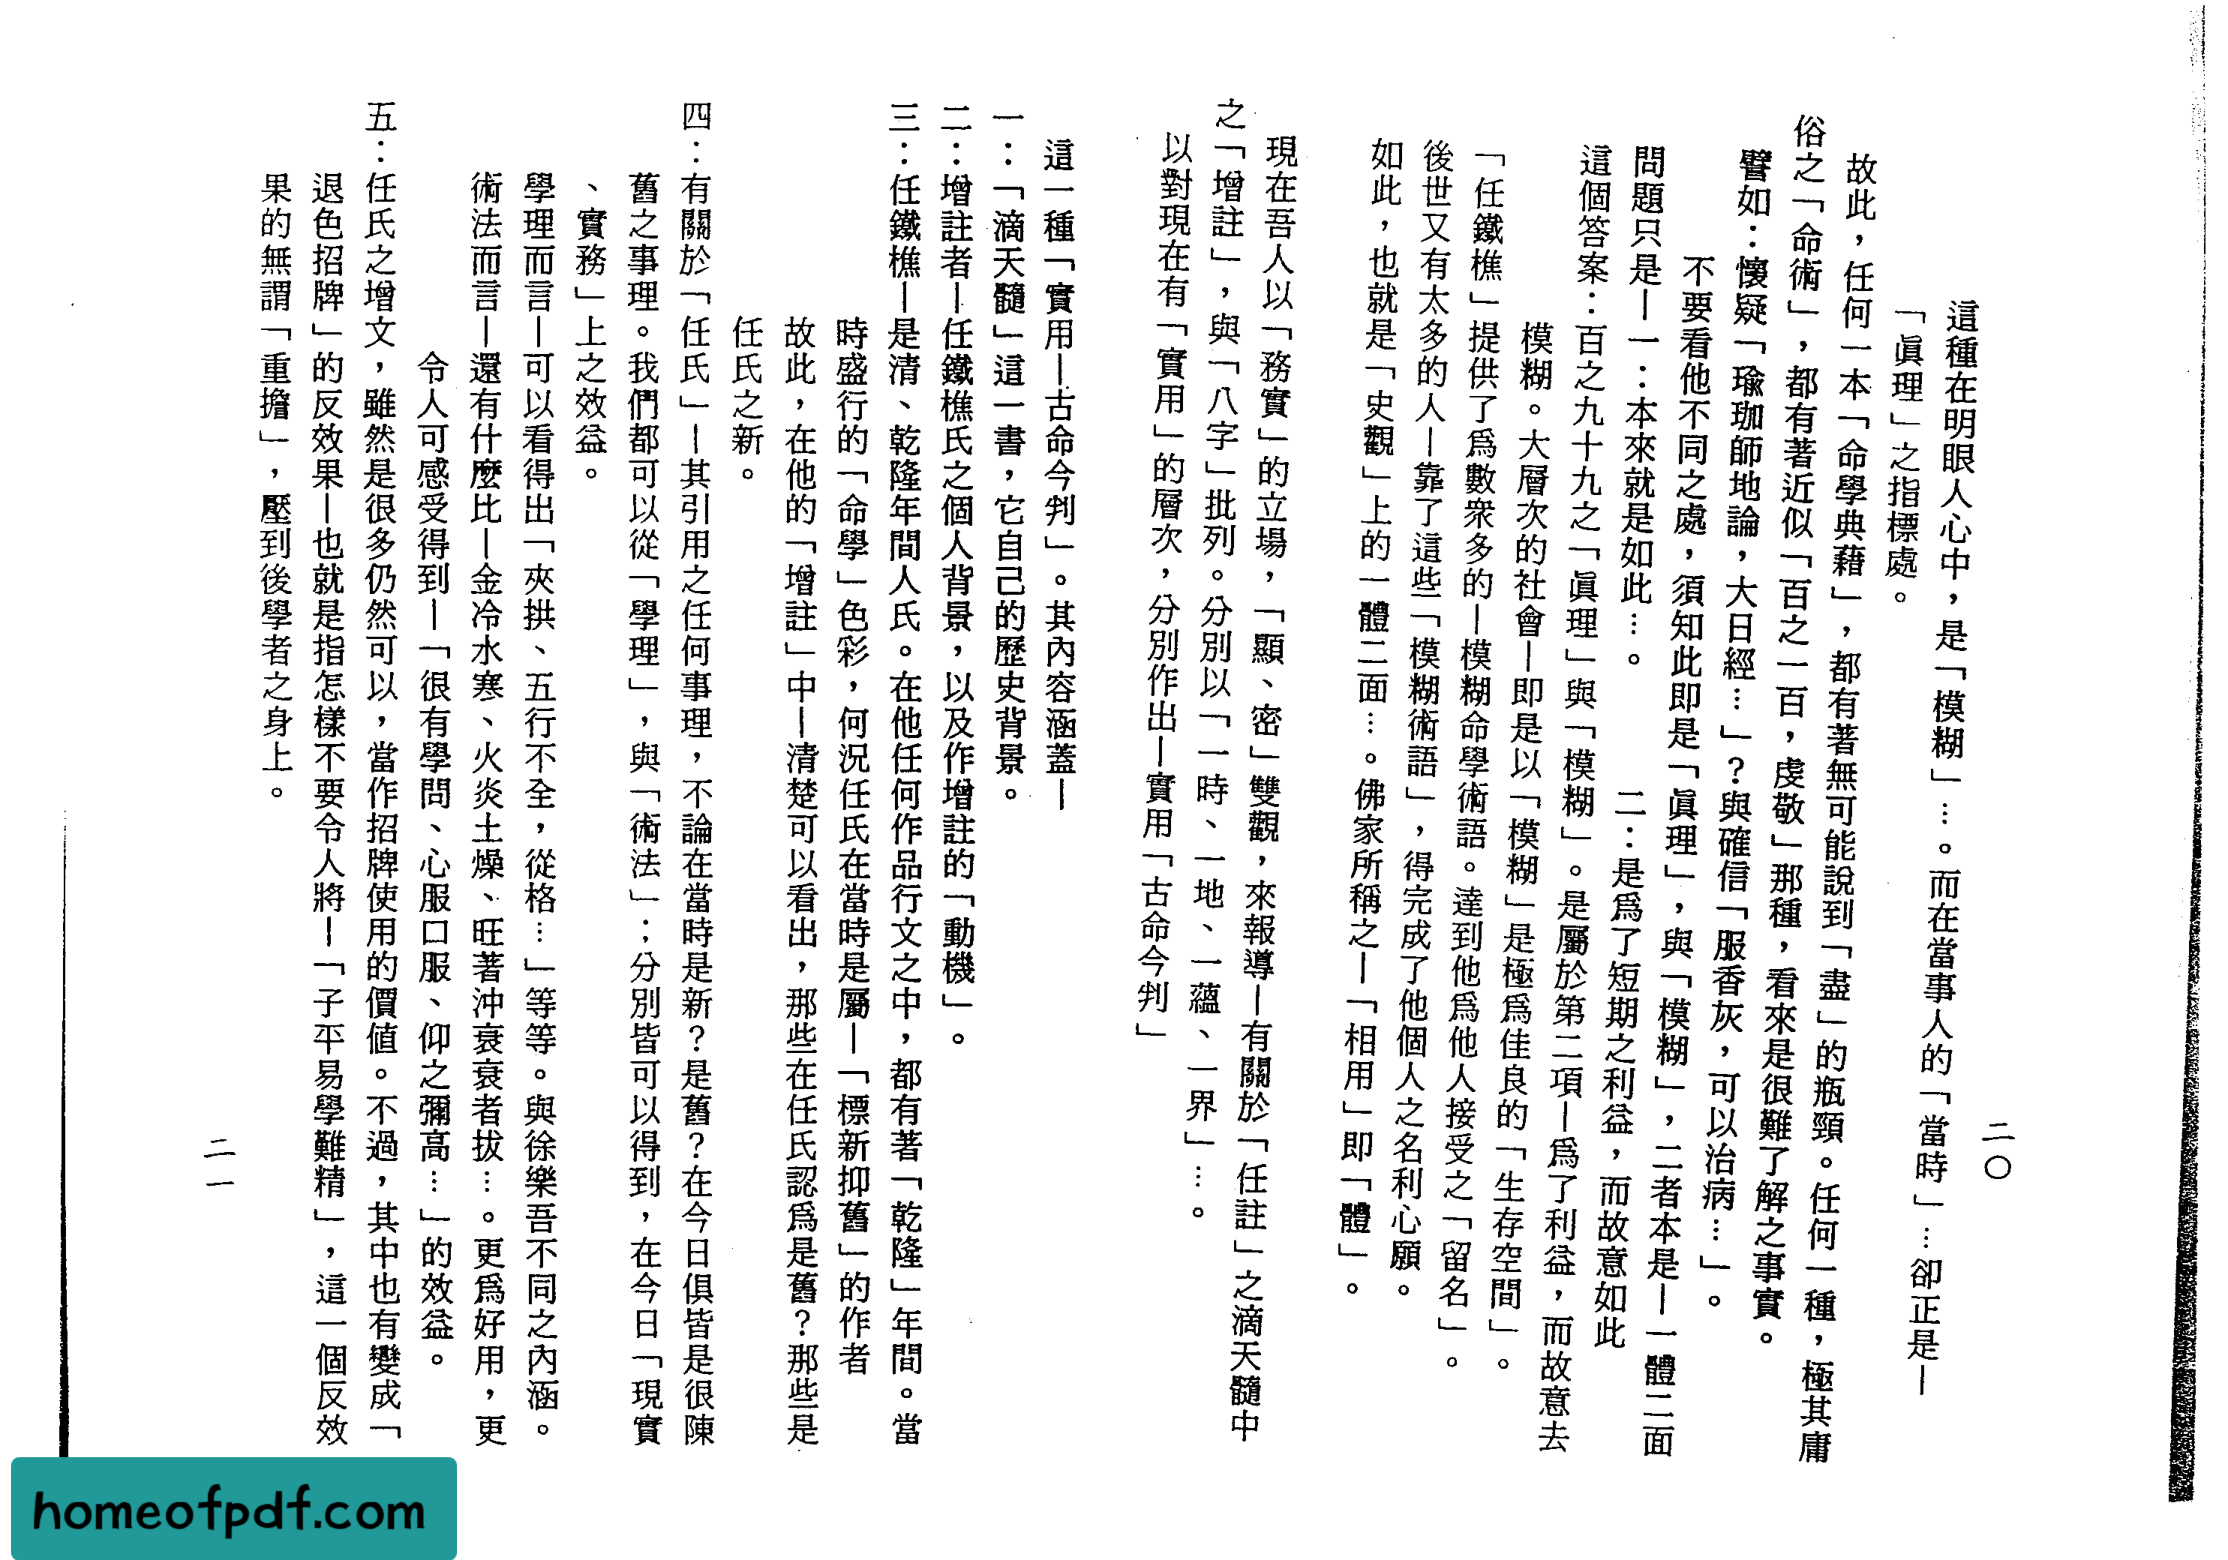 二〇
這種在明眼人心中，是「模糊」…。而在當事人的「當時」…卻正是—
「眞理」之指標處。
故此，任何一本「命學典藉」，都有著無可能說到「盡」的瓶頸。任何一種，極其庸
俗之「命術」，都有著近似「百之一百，虔敬」那種，看來是很難了解之事實。
譬如：懷疑「瑜珈師地論，大日經…」？與確信「服香灰，可以治病…」。
不要看他不同之處，須知此即是「眞理」，與「模糊」，二者本是—一體二面
問題只是—一：本來就是如此…。　　　二：是爲了短期之利益，而故意如此
這個答案：百之九十九之「眞理」與「模糊」。是屬於第二項—爲了利益，而故意去
模糊。大層次的社會—即是以「模糊」是極爲佳良的「生存空間」。
「任鐵樵」提供了爲數衆多的—模糊命學術語。達到他爲他人接受之「留名」。
後世又有太多的人—靠了這些「模糊術語」，得完成了他個人之名利心願。
如此，也就是「史觀」上的一體二面…。佛家所稱之—「相用」即「體」。
現在吾人以「務實」的立場，「顯、密」雙觀，來報導—有關於「任註」之滴天髓中
之「增註」，與「八字」批列。分別以「一時、一地、一蘊、一界」…。
以對現在有「實用」的層次，分別作出—實用「古命今判」
這一種「實用—古命今判」。其內容涵蓋—
一：「滴天髓」這一書，它自己的歷史背景。
二：增註者—任鐵樵氏之個人背景，以及作增註的「動機」。
三：任鐵樵—是清、乾隆年間人氏。在他任何作品行文之中，都有著「乾隆」年間。當
時盛行的「命學」色彩，何況任氏在當時是屬—「標新抑舊」的作者
故此，在他的「增註」中—清楚可以看出，那些在任氏認爲是舊？那些是
任氏之新。
四：有關於「任氏」—其引用之任何事理，不論在當時是新？是舊？在今日俱皆是很陳
舊之事理。我們都可以從「學理」，與「術法」；分別皆可以得到，在今日「現實
、實務」上之效益。
學理而言—可以看得出「夾拱、五行不全，從格…」等等。與徐樂吾不同之內涵。
術法而言—還有什麼比—金冷水寒、火炎土燥、旺著沖衰衰者拔…。更爲好用，更
令人可感受得到—「很有學問、心服口服、仰之彌高…」的效益。
五：任氏之增文，雖然是很多仍然可以，當作招牌使用的價値。不過，其中也有變成「
退色招牌」的反效果—也就是指怎樣不要令人將—「子平易學難精」，這一個反效
果的無謂「重擔」，壓到後學者之身上。
二一
homeofpdf.com